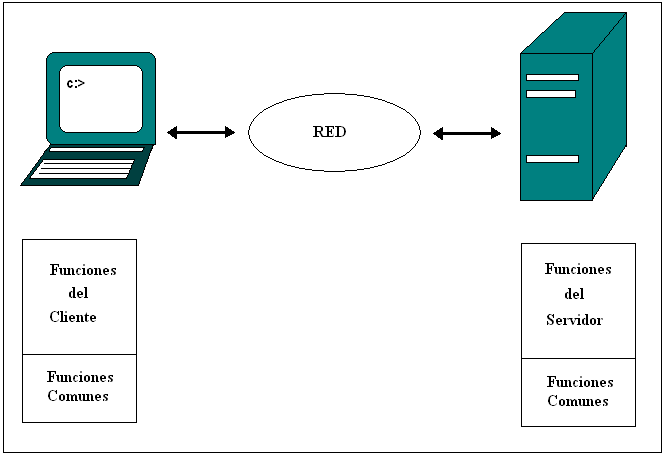 c:>
RED
Funciones
del
Cliente
Funciones
Comunes
Funciones
del
Servidor
Funciones
Comunes